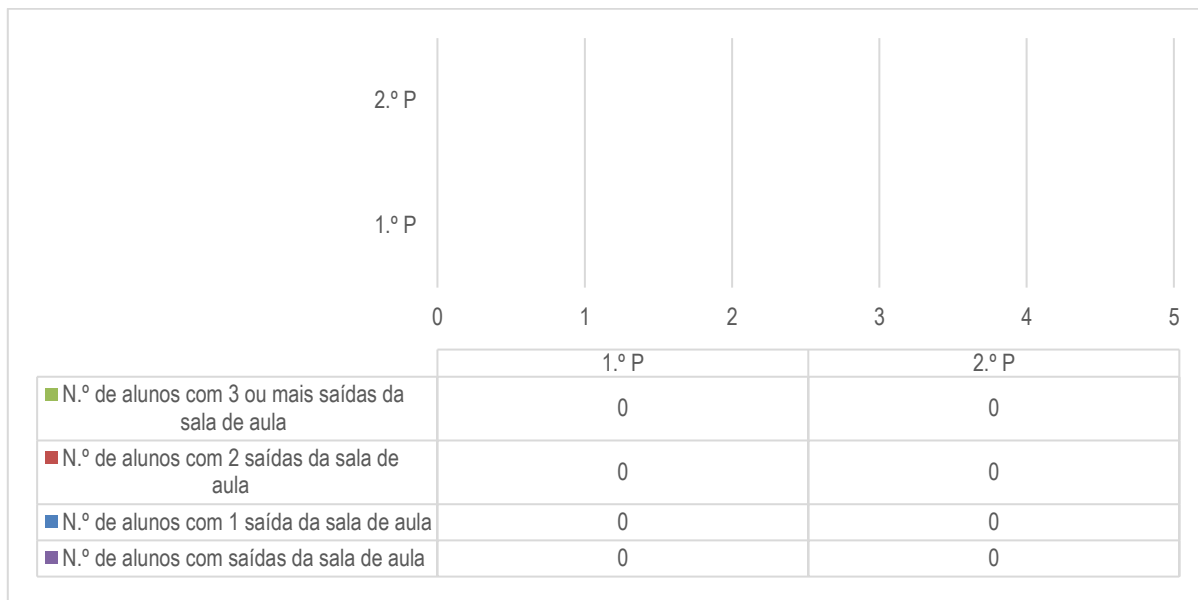 2.º P
1.º P
0 1 2 3 4 5
1.º P 2.º P
N.º de alunos com 3 ou mais saídas da
sala de aula 0 0
N.º de alunos com 2 saídas da sala de
aula 0 0
N.º de alunos com 1 saída da sala de aula 0 0
N.º de alunos com saídas da sala de aula 0 0